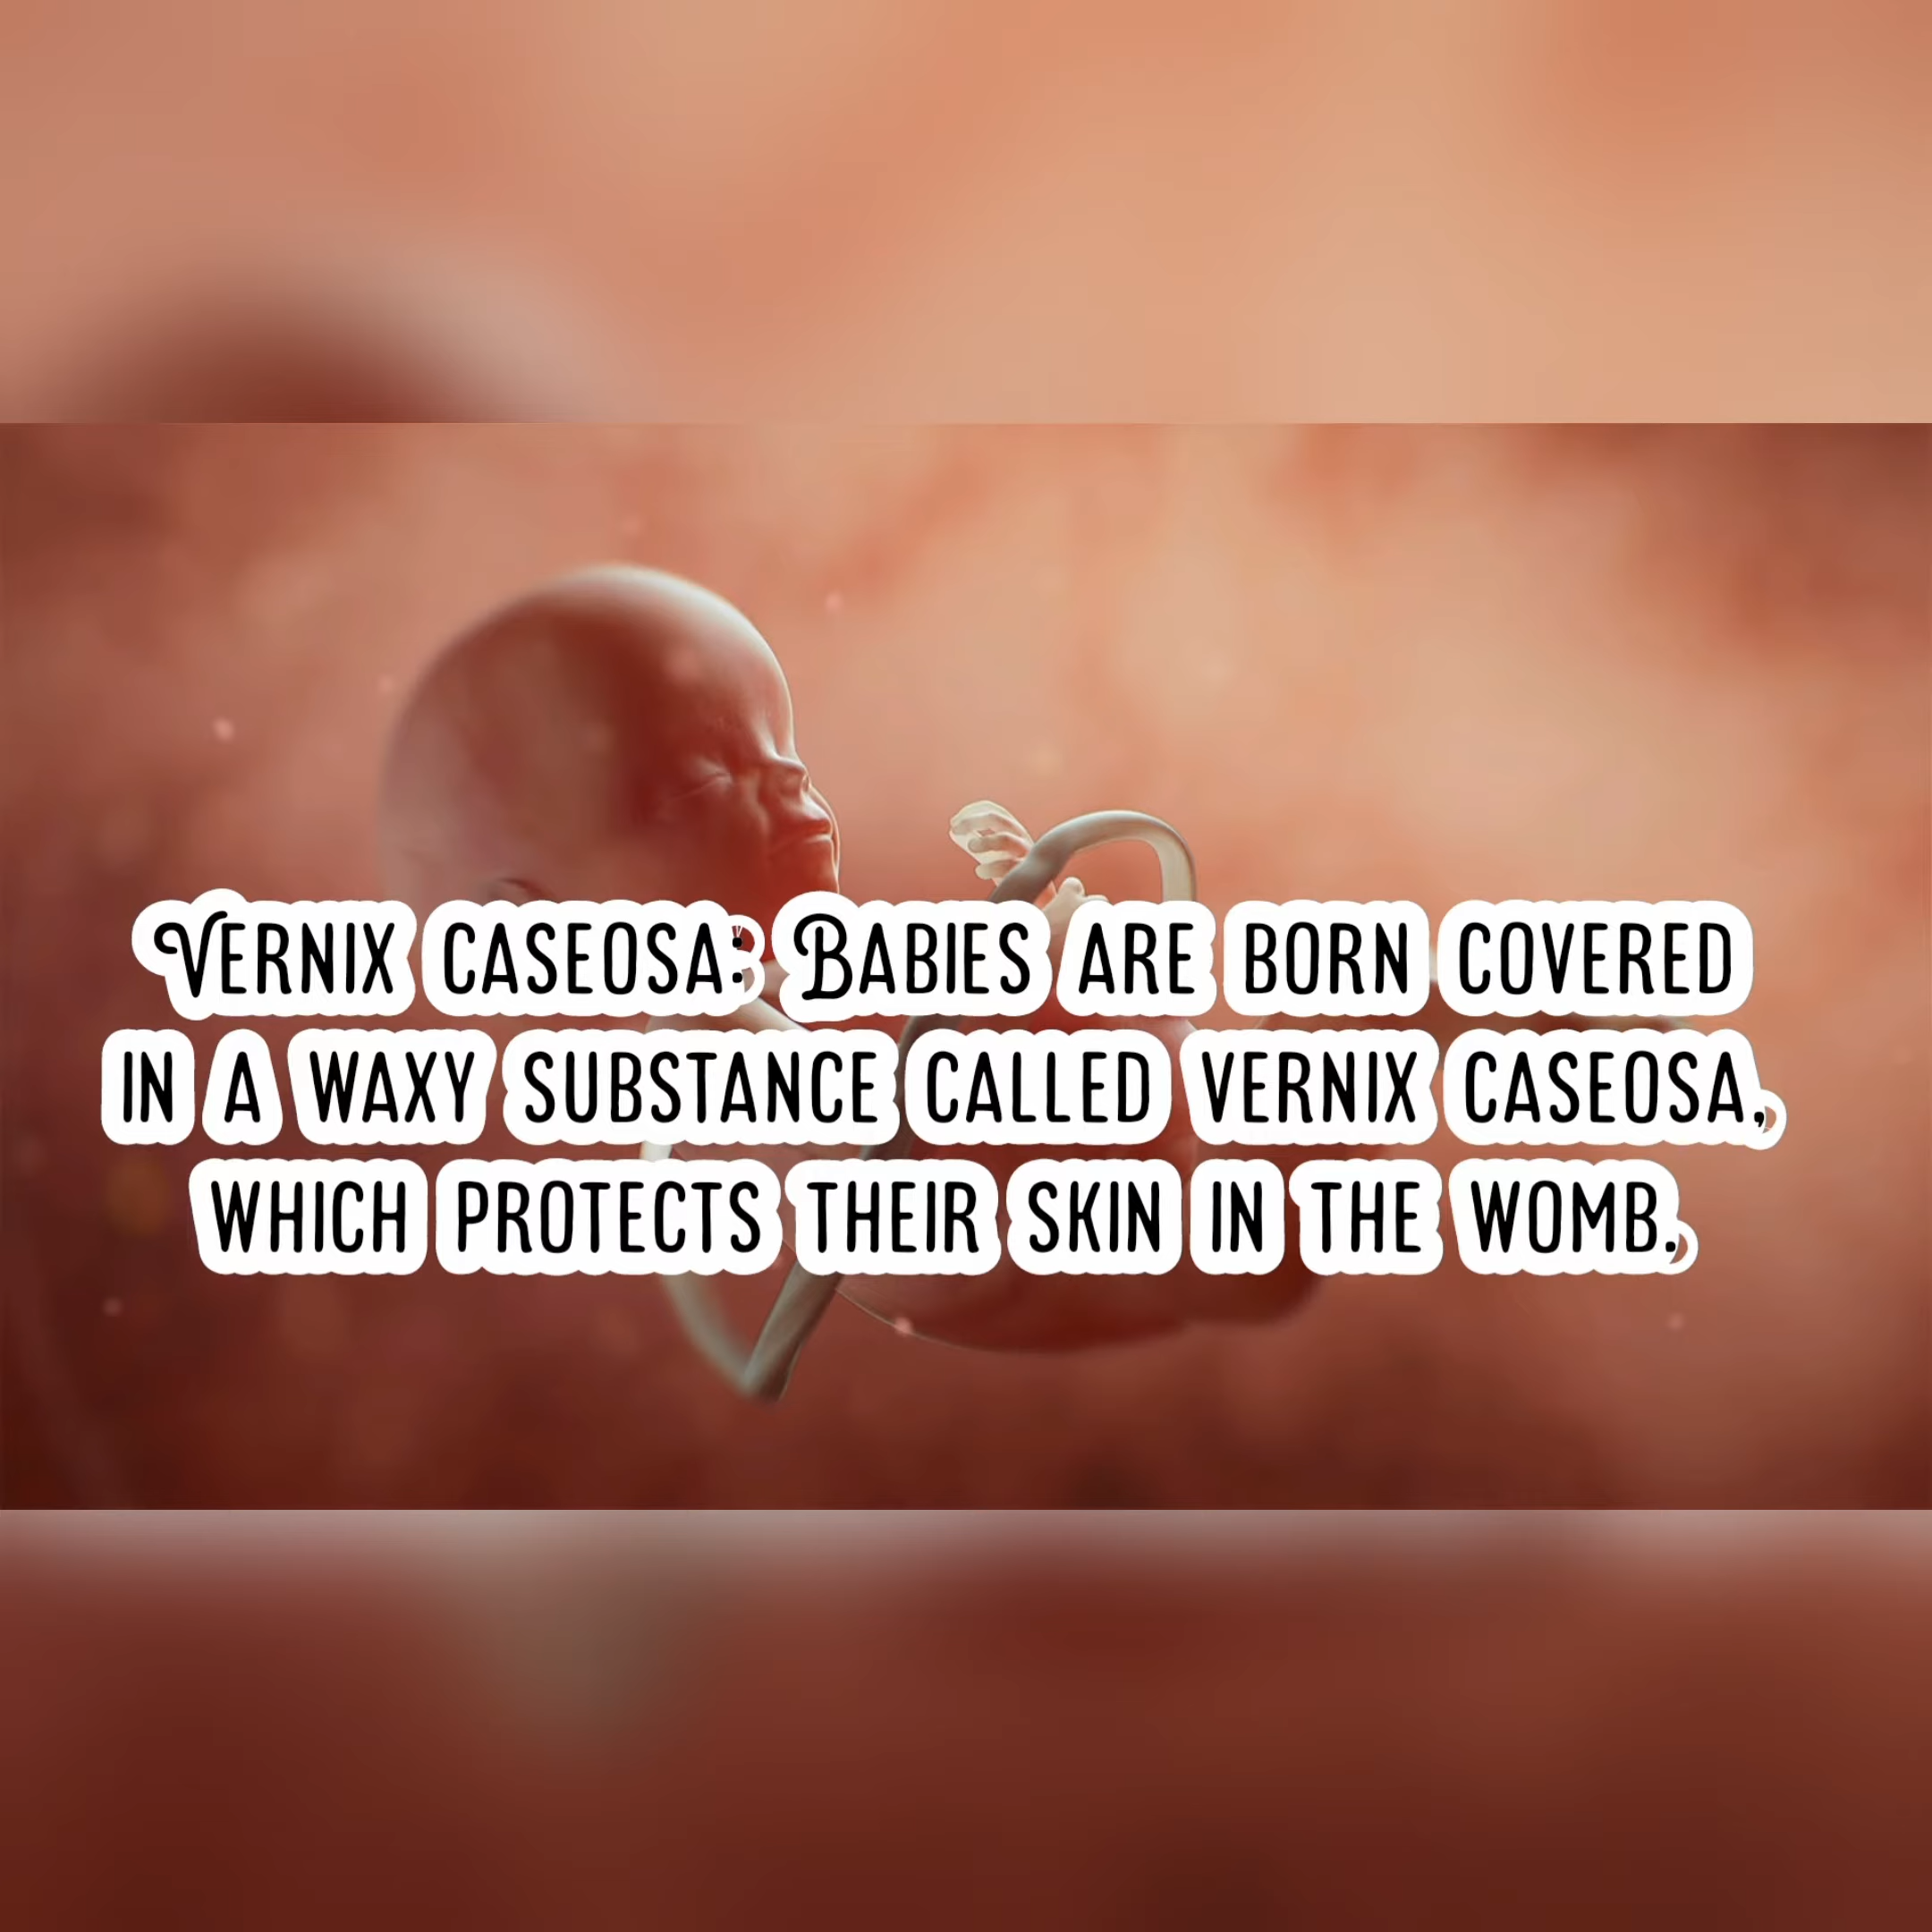 Vernix caseosa: Babies are born covered
in a waxy substance called vernix caseosa,
which protects their skin in the womb.